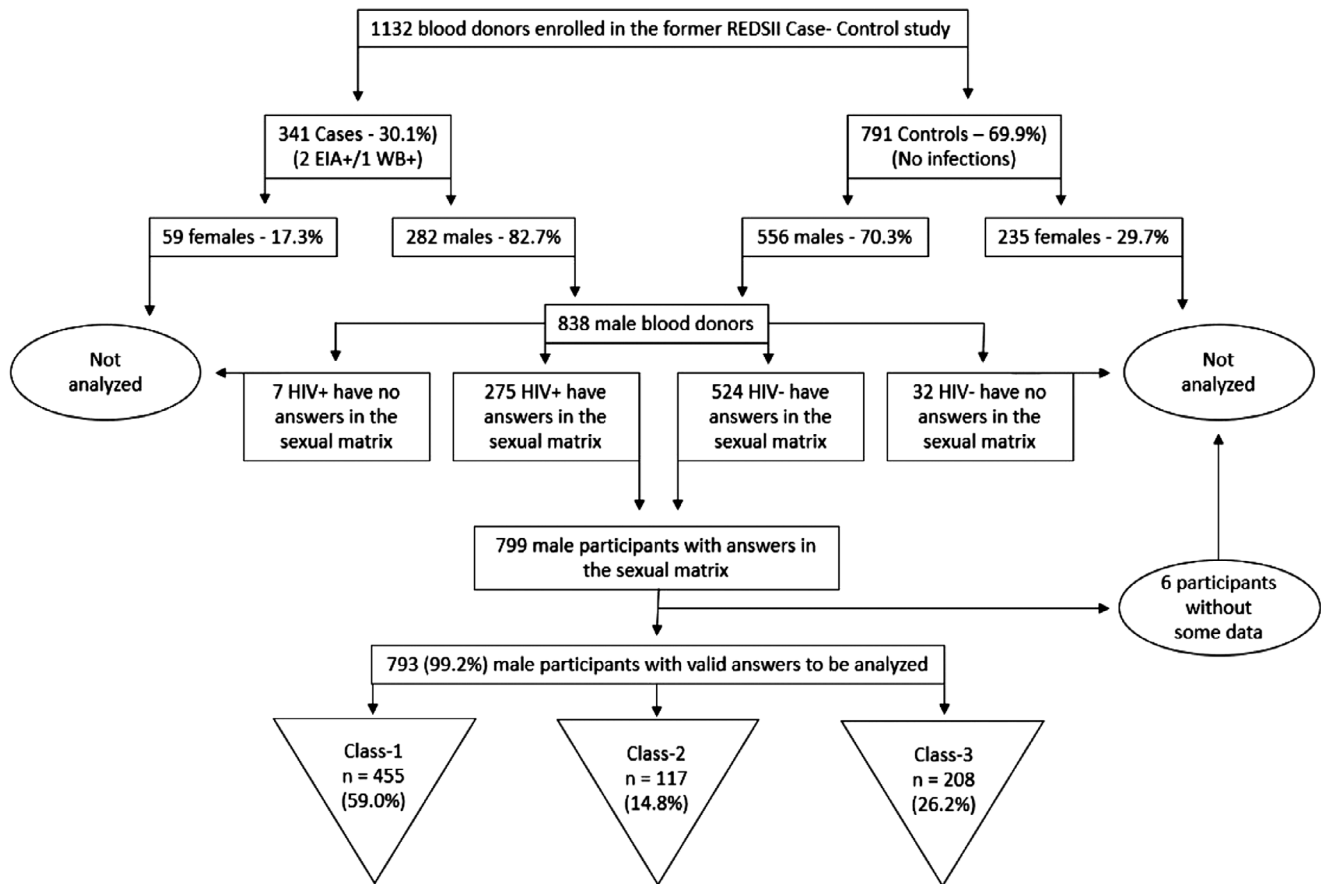 1132 blood donors enrolled in the former REDSII Case- Control study
341 Cases - 30.1%)
(2 EIA+/1 WB+)
791 Controls – 69.9%)
(No infections)
59 females - 17.3%
282 males - 82.7%
556 males - 70.3%
235 females - 29.7%
838 male blood donors
Not
analyzed
7 HIV+ have no
answers in the
sexual matrix
275 HIV+ have
answers in the
sexual matrix
524 HIV- have
answers in the
sexual matrix
32 HIV- have no
answers in the
sexual matrix
Not
analyzed
799 male participants with answers in
the sexual matrix
6 participants
without
some data
793 (99.2%) male participants with valid answers to be analyzed
Class-1
n = 455
(59.0%)
Class-2
n = 117
(14.8%)
Class-3
n = 208
(26.2%)